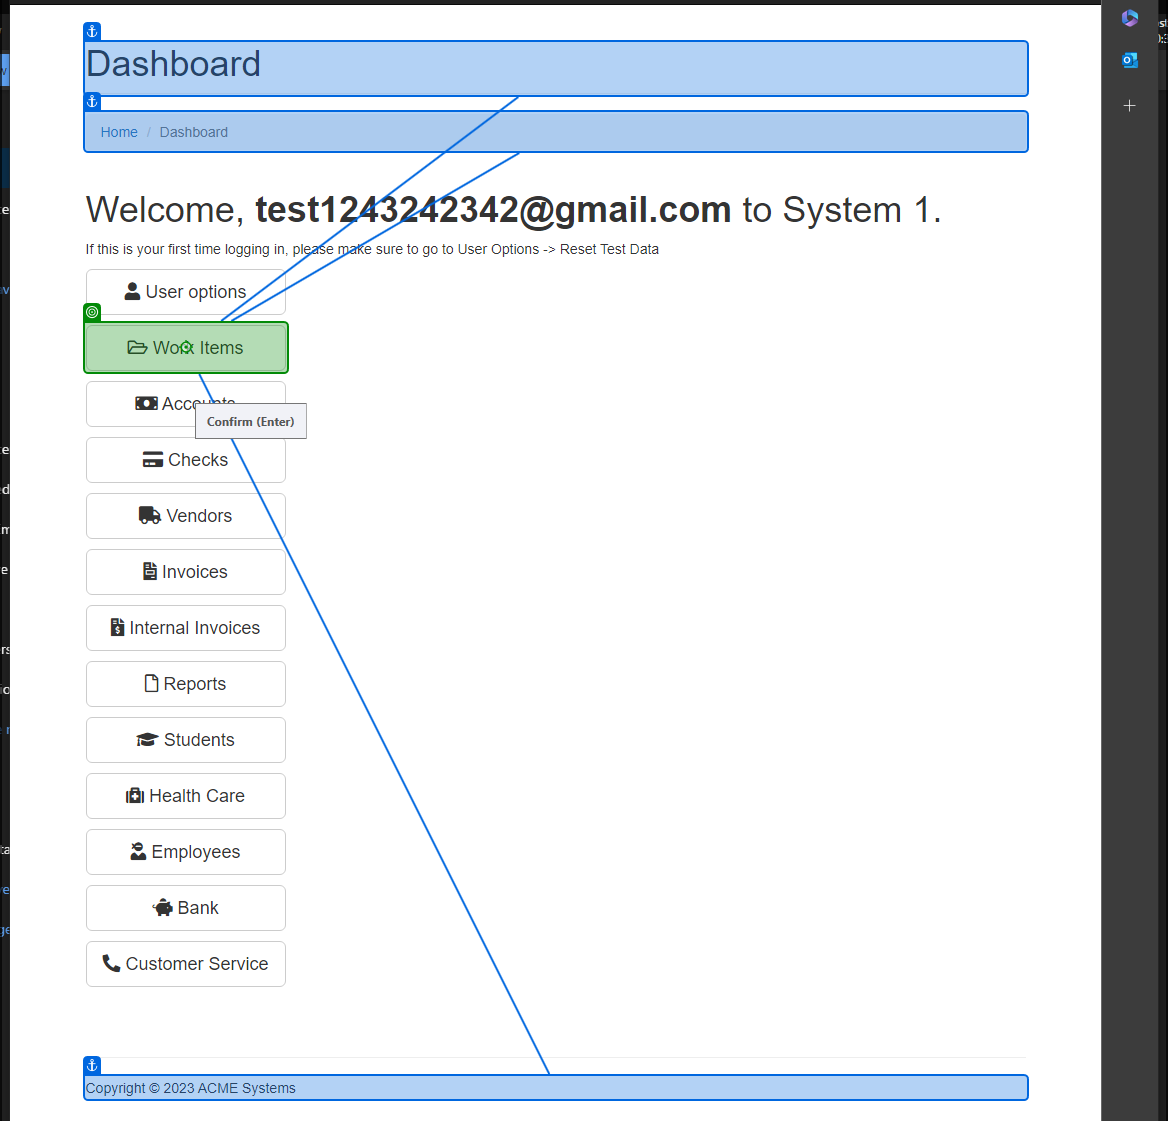 Dashboard
Home / Dashboard
Welcome, test1243242342@gmail.com to System 1.
If this is your first time logging in, please make sure to go to User Options -> Reset Test Data
User options
Work Items
Accounts
Confirm (Enter)
Checks
Vendors
Invoices
Internal Invoices
Reports
Students
Health Care
Employees
Bank
Customer Service
Copyright © 2023 ACME Systems